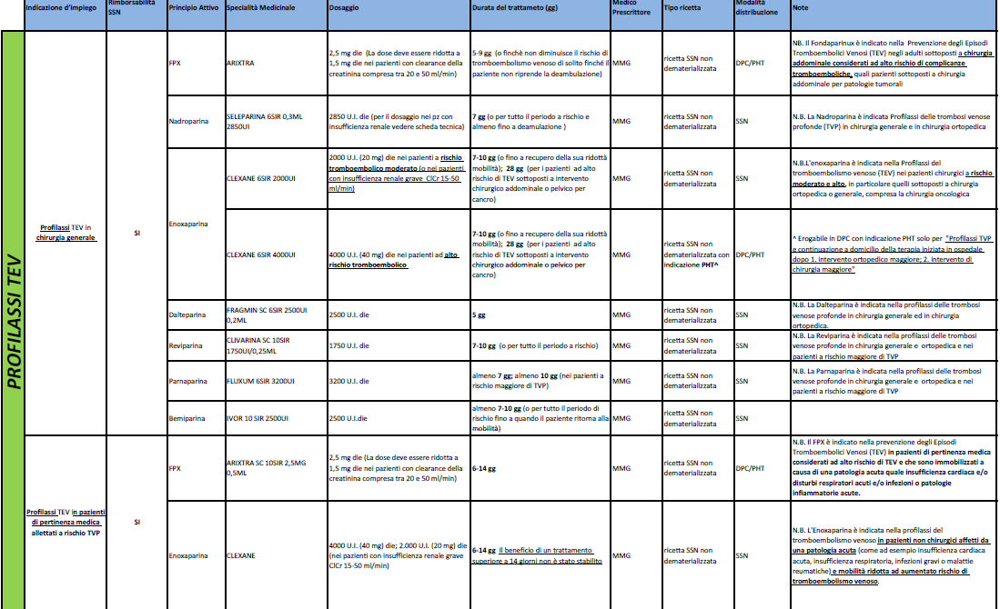 Indicazione d'impiego
Rimborsabilità
SSN
Principio Attivo
Specialità Medicinale
Dosaggio
Durata del trattameto (gg)
Medico
Prescrittore
Tipo ricetta
Modalità
distribuzione
Note
PROFILASSI TEV
Profilassi TEV in
chirurgia generale
SI
FPX
ARIXTRA
2,5 mg die (La dose deve essere ridotta a
1,5 mg die nei pazienti con clearance della
creatinina compresa tra 20 e 50 ml/min)
5-9 gg (o finchè non diminuisce il rischio di
tromboembolismo venoso di solito finché il
paziente non riprende la deambulazione)
MMG
ricetta SSN non
dematerializzata
DPC/PHT
NB. Il Fondaparinux è indicato nella Prevenzione degli Episodi
Tromboembolici Venosi (TEV) negli adulti sottoposti a chirurgia
addominale considerati ad alto rischio di complicanze
tromboemboliche, quali pazienti sottoposti a chirurgia
addominale per patologie tumorali
Nadroparina
SELEPARINA 6SIR 0,3ML
2850UI
2850 U.I. die (per il dosaggio nei pz con
insufficienza renale vedere scheda tecnica)
7 gg (o per tutto il periodo a rischio e
almeno fino a deamulazione )
MMG
ricetta SSN non
dematerializzata
SSN
N.B. La Nadroparina è indicata Profilassi delle trombosi venose
profonde (TVP) in chirurgia generale e in chirurgia ortopedica
Enoxaparina
CLEXANE 6SIR 2000UI
2000 U.I. (20 mg) die nei pazienti a rischio
tromboembolico moderato (o nei pazienti
con insufficienza renale grave ClCr 15-50
ml/min)
7-10 gg (o fino a recupero della sua ridottà
mobilità); 28 gg (per i pazienti ad alto
rischio di TEV sottoposti a intervento
chirurgico addominale o pelvico per
cancro)
MMG
ricetta SSN non
dematerializzata
SSN
N.B.L'enoxaparina è indicata nella Profilassi del
tromboembolismo venoso (TEV) nei pazienti chirurgici a rischio
moderato e alto, in particolare quelli sottoposti a chirurgia
ortopedica o generale, compresa la chirurgia oncologica
CLEXANE 6SIR 4000UI
4000 U.I. (40 mg) die nei pazienti ad alto
rischio tromboembolico
7-10 gg (o fino a recupero della sua ridottà
mobilità); 28 gg (per i pazienti ad alto
rischio di TEV sottoposti a intervento
chirurgico addominale o pelvico per
cancro)
MMG
ricetta SSN non
dematerializzata con
indicazione PHT^
DPC/PHT
^ Erogabile in DPC con indicazione PHT solo per "Profilassi TVP
e continuazione a domicilio della terapia iniziata in ospedale
dopo 1. intervento ortopedico maggiore; 2. intervento di
chirurgia maggiore"
Dalteparina
FRAGMIN SC 6SIR 2500UI
0,2ML
2500 U.I. die
5 gg
MMG
ricetta SSN non
dematerializzata
SSN
N.B. La Dalteparina è indicata nella profilassi delle trombosi
venose profonde in chirurgia generale ed in chirurgia
ortopedica.
Reviparina
CLIVARINA SC 10SIR
1750UI/0,25ML
1750 U.I. die
7-10 gg (o per tutto il periodo a rischio)
MMG
ricetta SSN non
dematerializzata
SSN
N.B. La Reviparina è indicata nella profilassi delle trombosi
venose profonde in chirurgia generale e ortopedica e nei
pazienti a rischio maggiore di TVP
Parnaparina
FLUXUM 6SIR 3200UI
3200 U.I. die
almeno 7 gg; almeno 10 gg (nei pazienti a
rischio maggiore di TVP)
MMG
ricetta SSN non
dematerializzata
SSN
N.B. La Parnaparina è indicata nella profilassi delle trombosi
venose profonde in chirurgia generale e ortopedica e nei
pazienti a rischio maggiore di TVP
Bemiparina
IVOR 10 SIR 2500UI
2500 U.I.die
almeno 7-10 gg (o per tutto il periodo di
rischio fino a quando il paziente ritorna alla
mobilità)
MMG
ricetta SSN non
dematerializzata
SSN
Profilassi TEV in pazienti
di pertinenza medica
allettati a rischio TVP
SI
FPX
ARIXTRA SC 10SIR 2,5MG
0,5ML
2,5 mg die (La dose deve essere ridotta a
1,5 mg die nei pazienti con clearance della
creatinina compresa tra 20 e 50 ml/min)
6-14 gg
MMG
ricetta SSN non
dematerializzata
DPC/PHT
N.B. Il FPX è indicato nella prevenzione degli Episodi
Tromboembolici Venosi (TEV) in pazienti di pertinenza medica
considerati ad alto rischio di TEV e che sono immobilizzati a
causa di una patologia acuta quale insufficienza cardiaca e/o
disturbi respiratori acuti e/o infezioni o patologie
infiammatorie acute.
Enoxaparina
CLEXANE
4000 U.I. (40 mg) die; 2.000 U.I. (20 mg) die
(nei pazienti con insufficienza renale grave
ClCr 15-50 ml/min)
6-14 gg Il beneficio di un trattamento
superiore a 14 giorni non è stato stabilito
MMG
ricetta SSN non
dematerializzata
SSN
N.B. L'Enoxaparina è indicata nella profilassi del
tromboembolismo venoso in pazienti non chirurgici affetti da
una patologia acuta (come ad esempio insufficienza cardiaca
acuta, insufficienza respiratoria, infezioni gravi o malattie
reumatiche) e mobilità ridotta ad aumentato rischio di
tromboembolismo venoso.